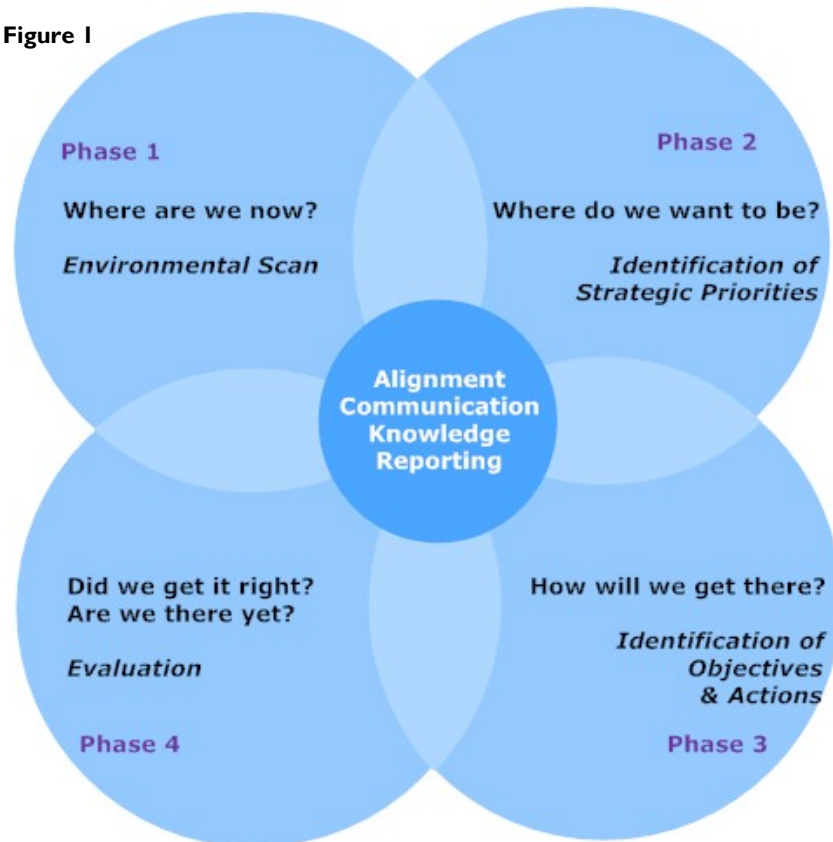 Figure 1
Phase 1
Where are we now?
Environmental Scan
Phase 2
Where do we want to be?
Identification of
Strategic Priorities
Alignment
Communication
Knowledge
Reporting
How will we get there?
Identification of
Objectives
& Actions
Phase 3
Did we get it right?
Are we there yet?
Evaluation
Phase 4